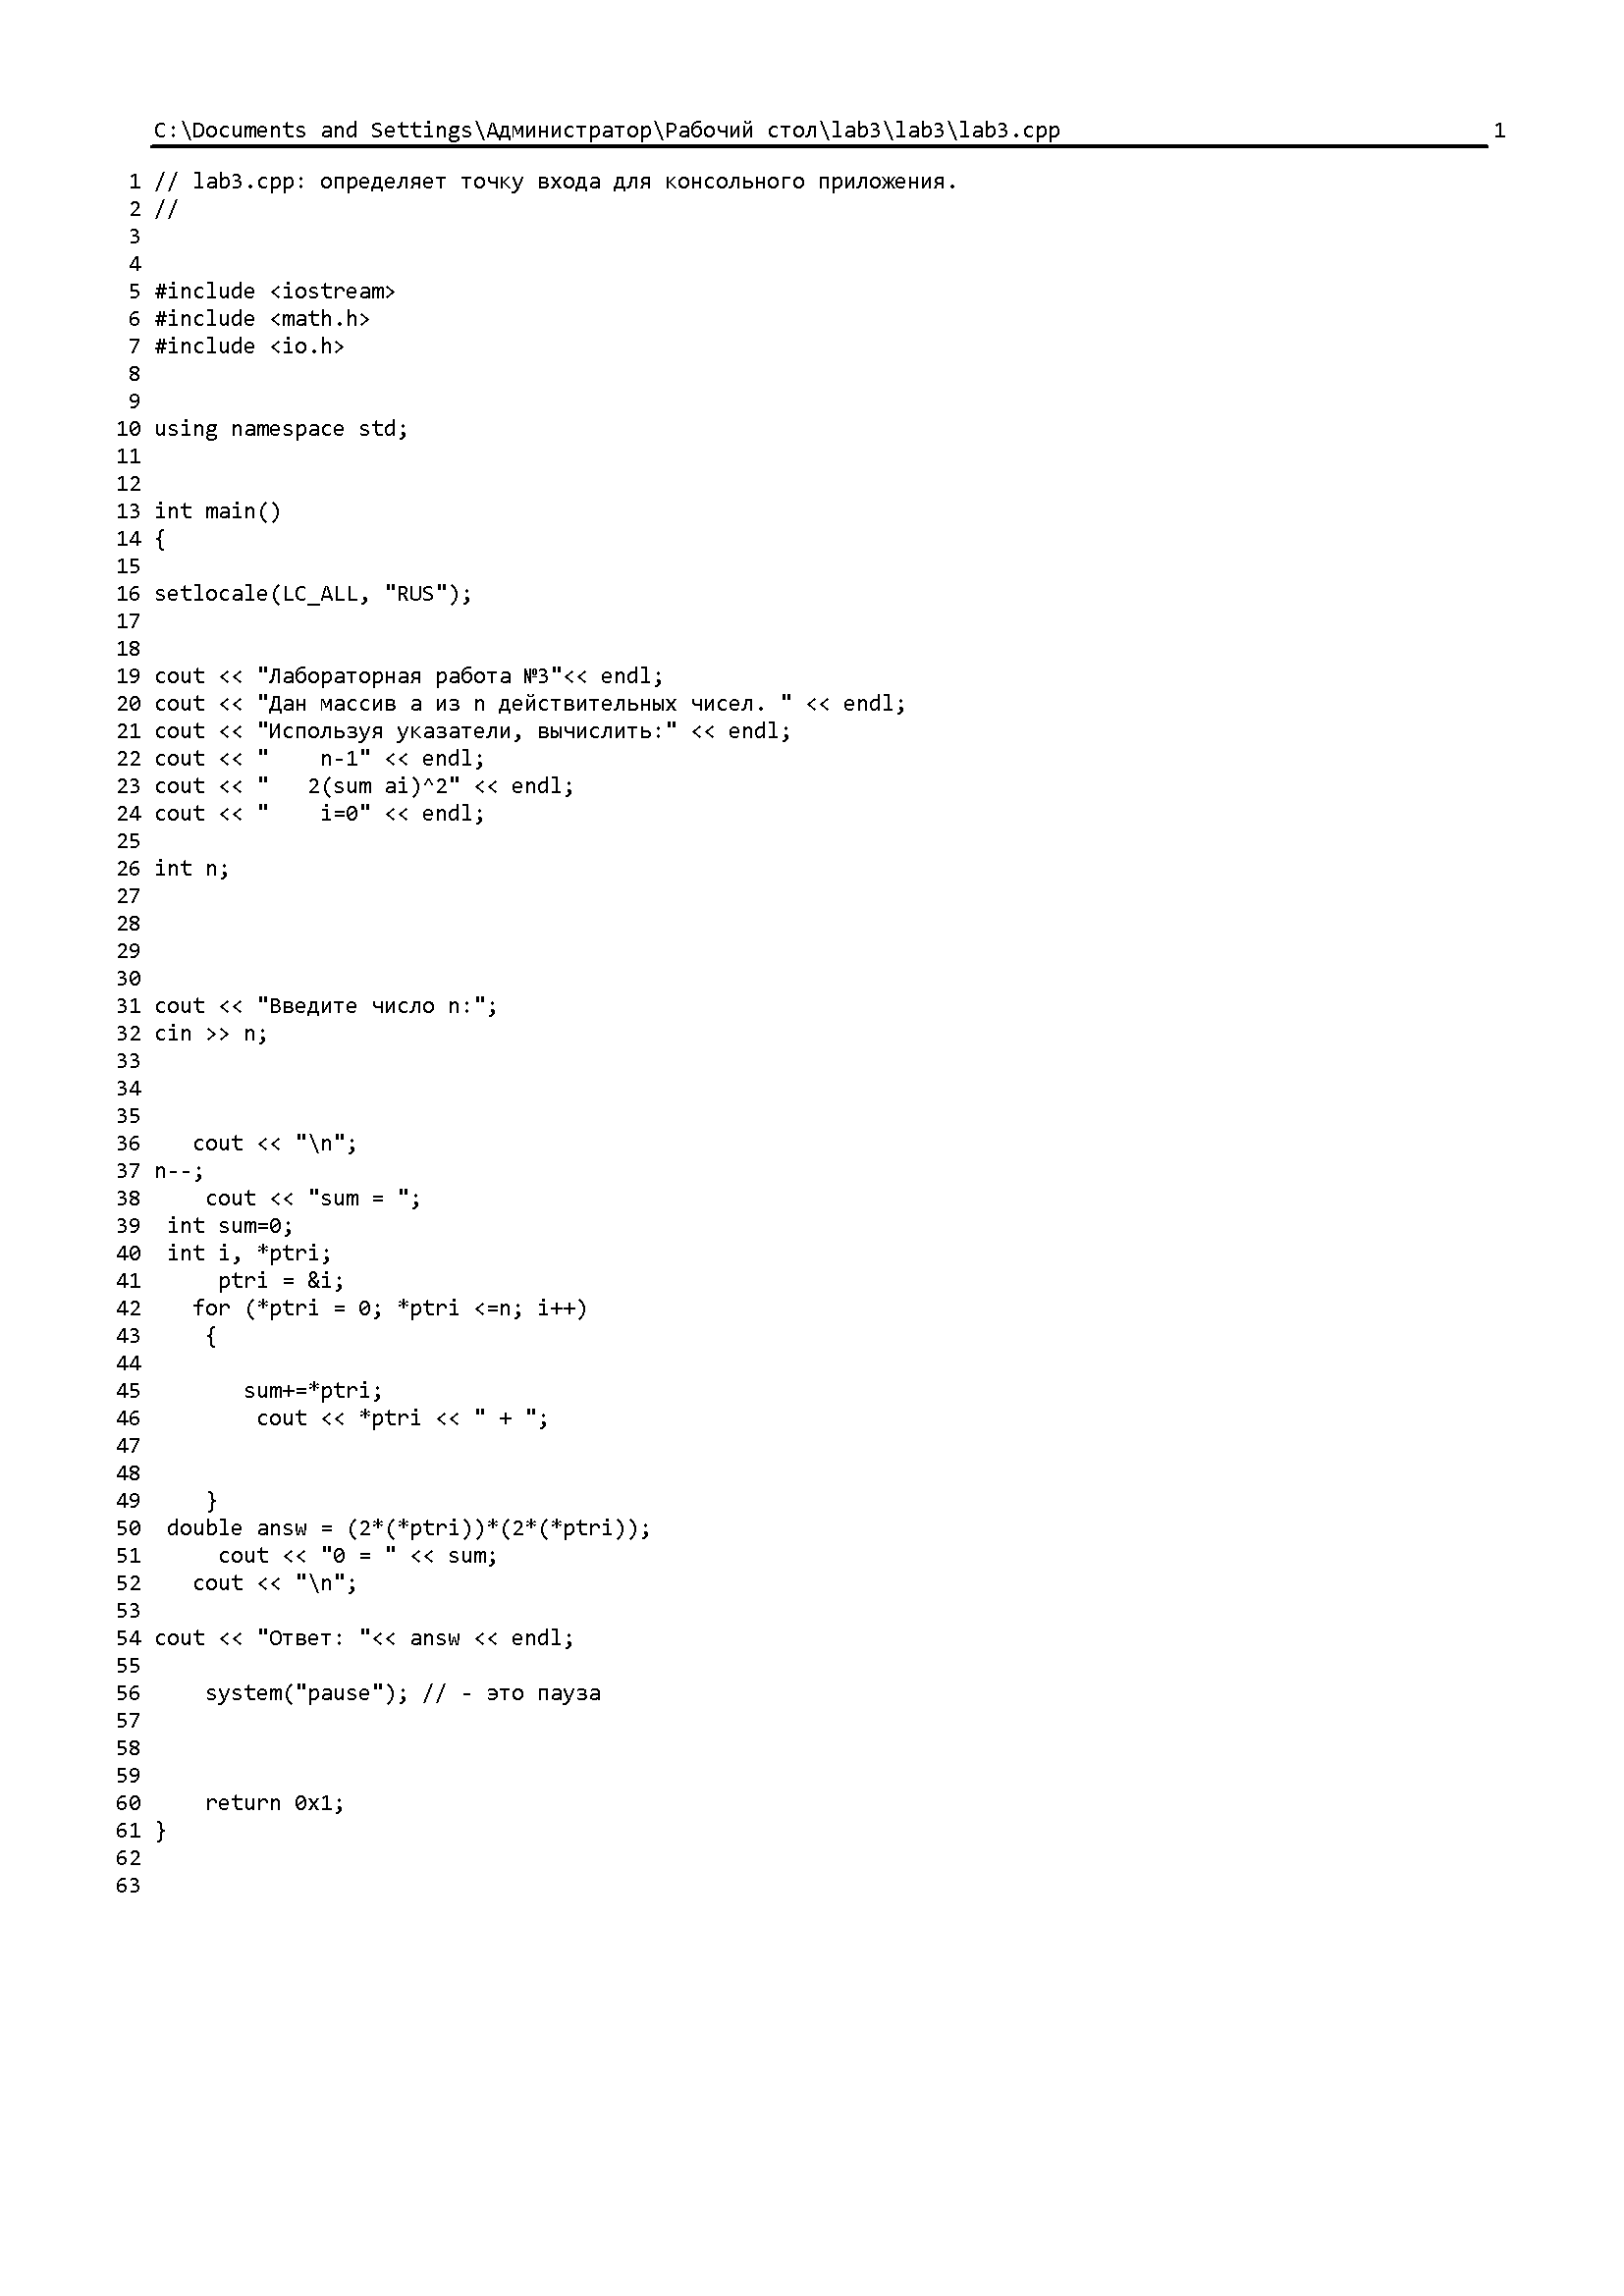 C:\Documents and Settings\Администратор\Рабочий стол\lab3\lab3\lab3.cpp 1
1 // lab3.cpp: определяет точку входа для консольного приложения.
2 //
3
4
5 #include <iostream>
6 #include <math.h>
7 #include <io.h>
8
9
10 using namespace std;
11
12
13 int main()
14 {
15
16 setlocale(LC_ALL, "RUS");
17
18
19 cout << "Лабораторная работа №3"<< endl;
20 cout << "Дан массив а из n действительных чисел. " << endl;
21 cout << "Используя указатели, вычислить:" << endl;
22 cout << "    n-1" << endl;
23 cout << "   2(sum ai)^2" << endl;
24 cout << "    i=0" << endl;
25
26 int n;
27
28
29
30
31 cout << "Введите число n:";
32 cin >> n;
33
34
35
36    cout << "\n";
37 n--;
38     cout << "sum = ";
39  int sum=0;
40  int i, *ptri;
41      ptri = &i;
42    for (*ptri = 0; *ptri <=n; i++)
43     {
44
45        sum+=*ptri;
46         cout << *ptri << " + ";
47
48
49     }
50  double answ = (2*(*ptri))*(2*(*ptri));
51      cout << "0 = " << sum;
52    cout << "\n";
53
54 cout << "Ответ: "<< answ << endl;
55
56     system("pause"); // - это пауза
57
58
59
60     return 0x1;
61 }
62
63